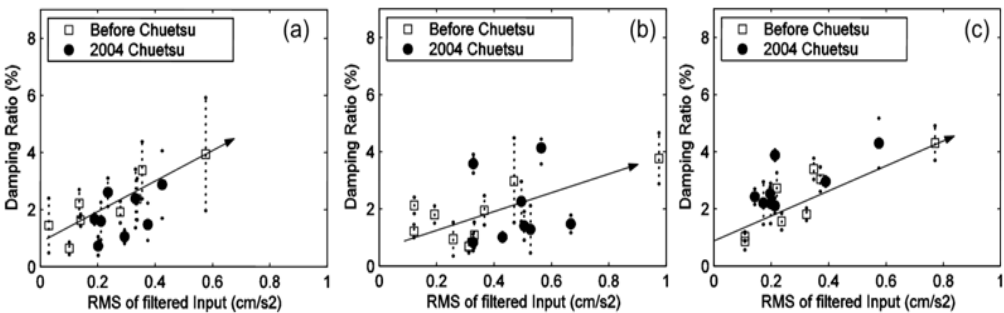 (a)
Before Chuetsu
2004 Chuetsu
Damping Ratio (%)
8
6
4
2
0
0 0.2 0.4 0.6 0.8 1
RMS of filtered Input (cm/s2)
(b)
Before Chuetsu
2004 Chuetsu
Damping Ratio (%)
8
6
4
2
0
0 0.2 0.4 0.6 0.8 1
RMS of filtered Input (cm/s2)
(c)
Before Chuetsu
2004 Chuetsu
Damping Ratio (%)
8
6
4
2
0
0 0.2 0.4 0.6 0.8 1
RMS of filtered Input (cm/s2)